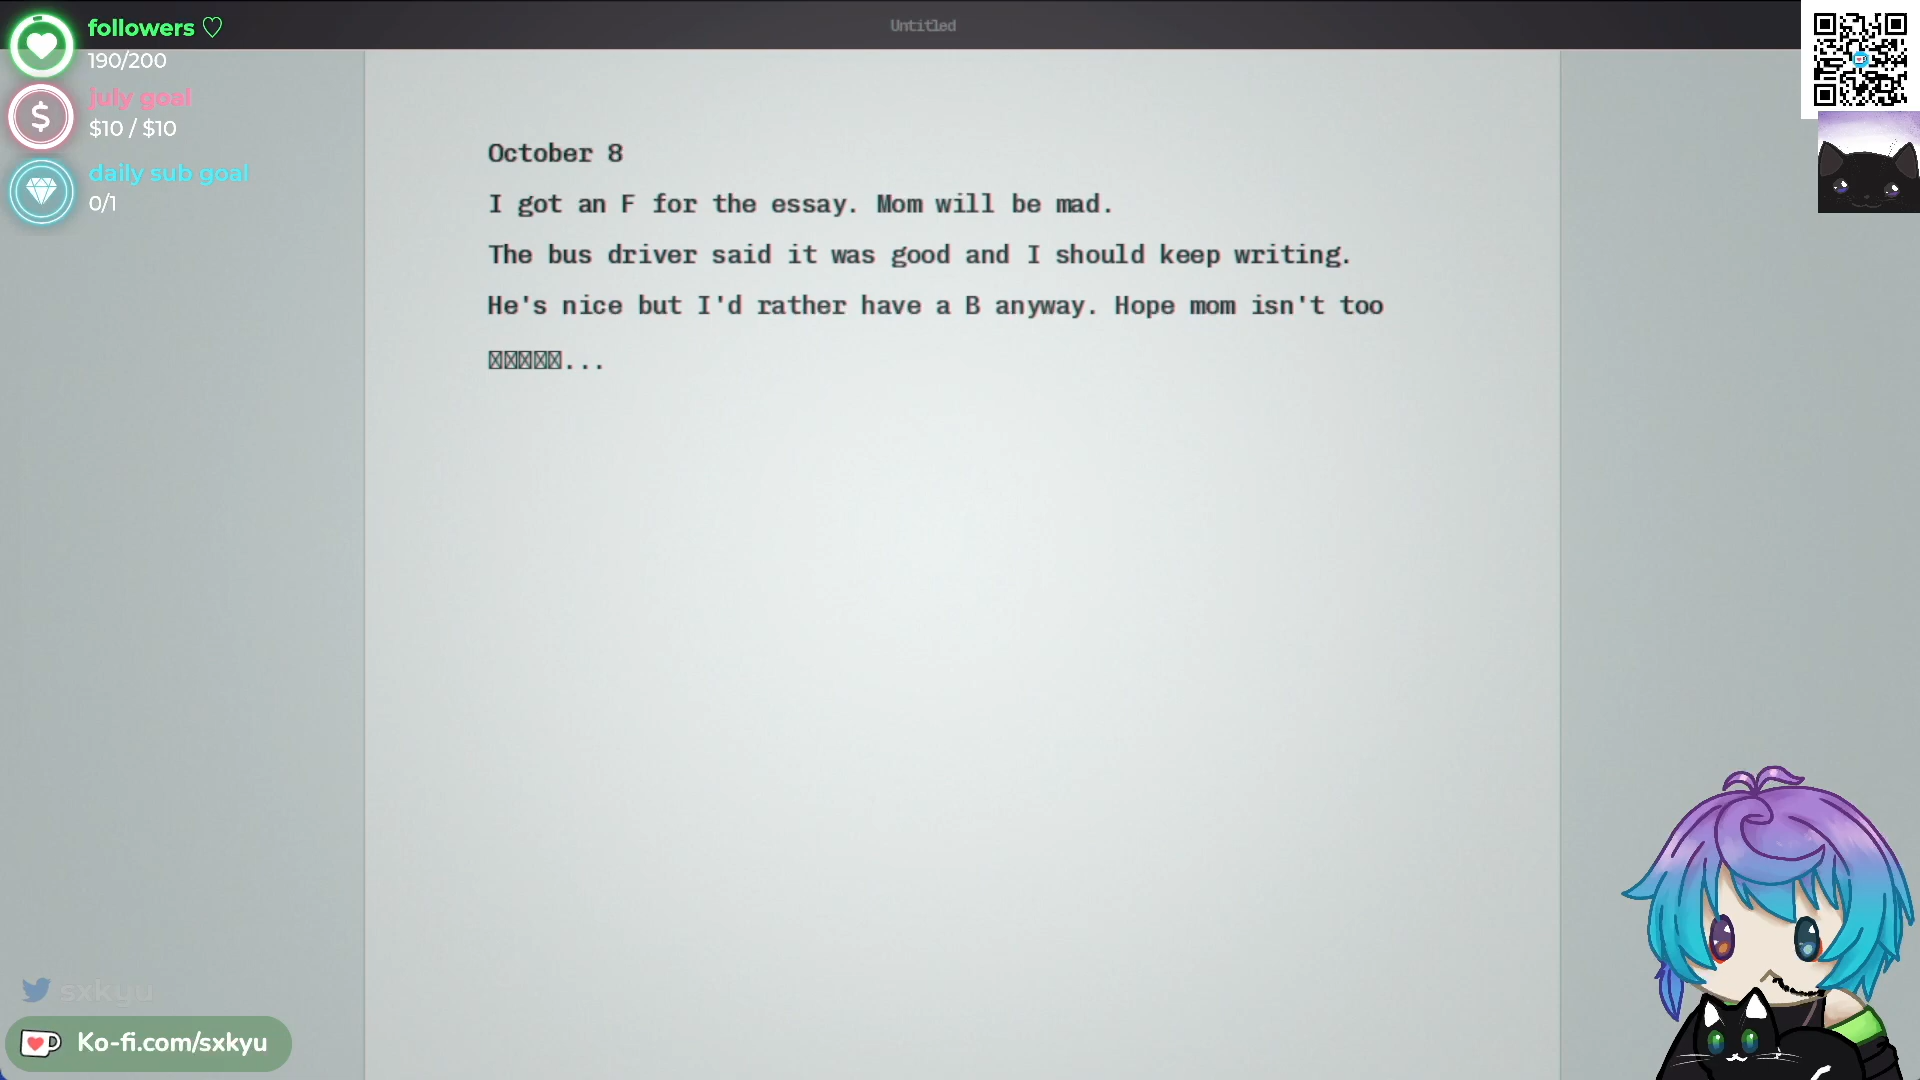 followers ♡
190/200
july goal
$10 / $10
daily sub goal
0/1
Untitled
October 8
I got an F for the essay. Mom will be mad.
The bus driver said it was good and I should keep writing.
He's nice but I'd rather have a B anyway. Hope mom isn't too
...
sxkyu
Ko-fi.com/sxkyu